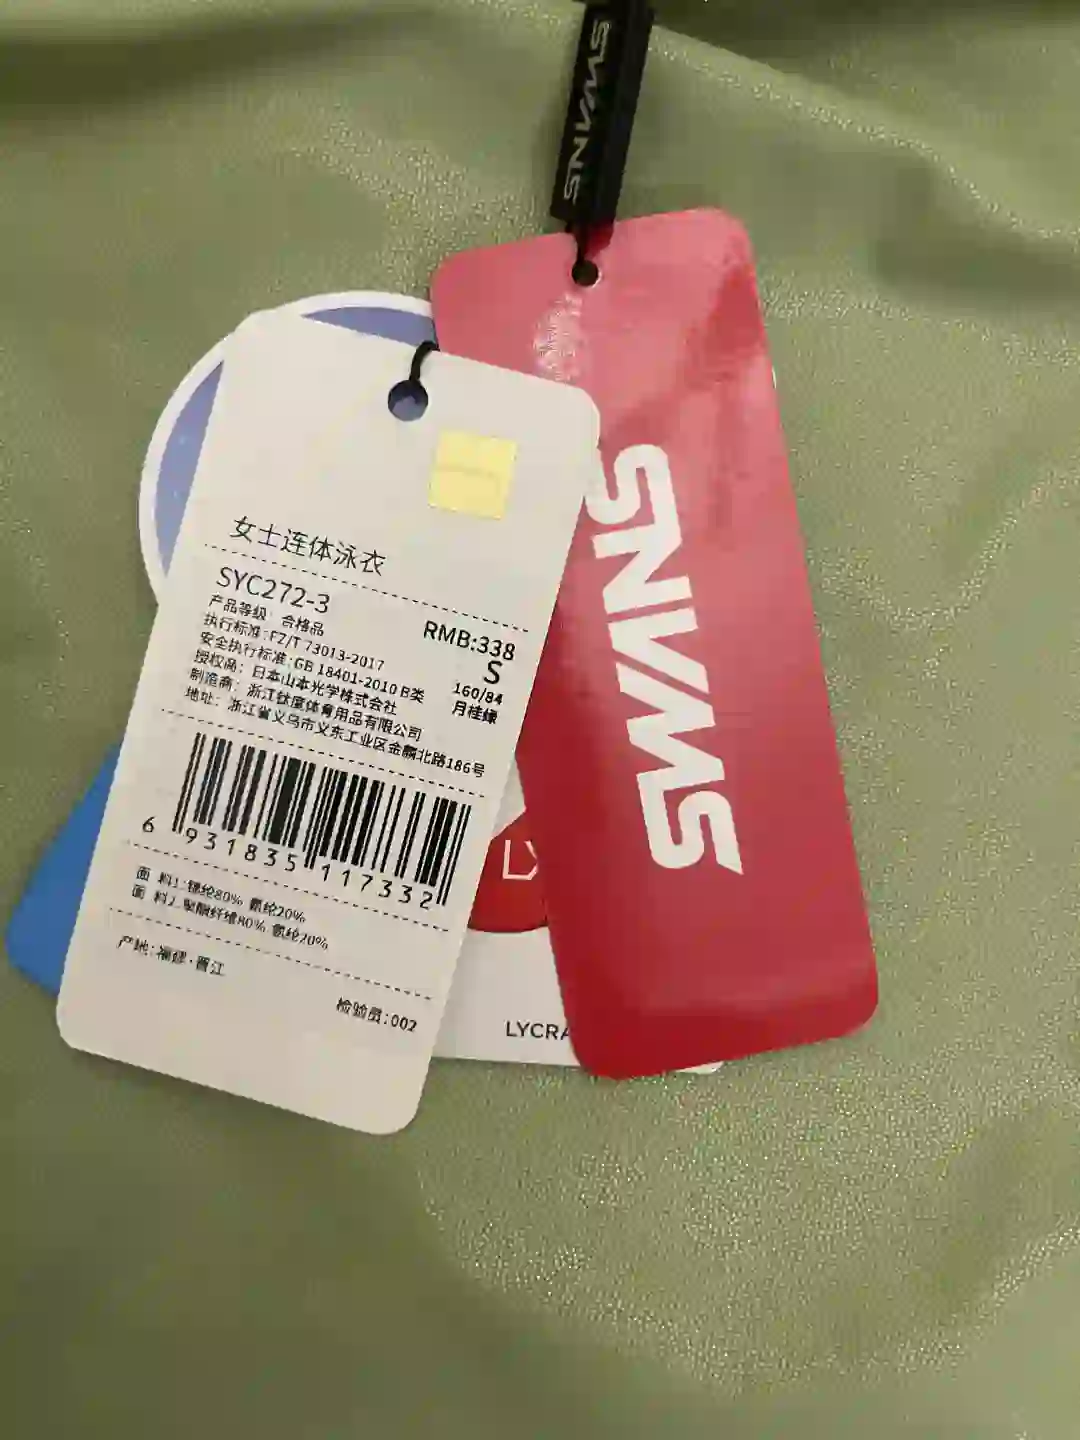 SWANS
SWANS
女士连体泳衣
SYC272-3
RMB:338
产品等级：合格品
S
执行标准:FZ/T 73013-2017
160/84
安全执行标准:GB 18401-2010 B类
月桂绿
授权商：日本山本光学株式会社
制造商：浙江钛度体育用品有限公司
地址：浙江省义乌市义东工业区金麟北路186号
6 931835 117332
面 料1:锦纶80% 氨纶20%
面 料2:聚酯纤维80% 氨纶20%
产地:福建·晋江
检验员:002
LY
LYCRA